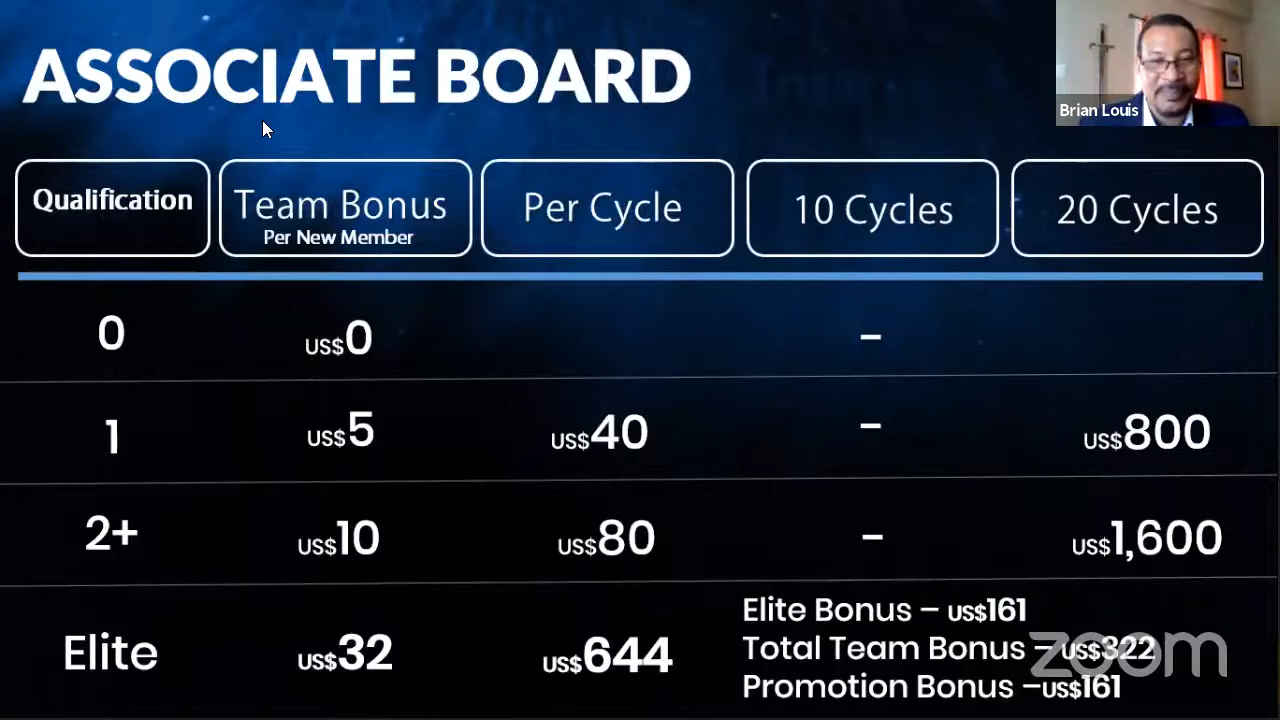 ASSOCIATE BOARD
Brian Louis
Qualification
Team Bonus
Per New Member
Per Cycle
10 Cycles
20 Cycles
0
US$0
-
1
US$5
US$40
-
US$800
2+
US$10
US$80
-
US$1,600
Elite
US$32
US$644
Elite Bonus – US$161
Total Team Bonus – US$322
Promotion Bonus –US$161
zoom